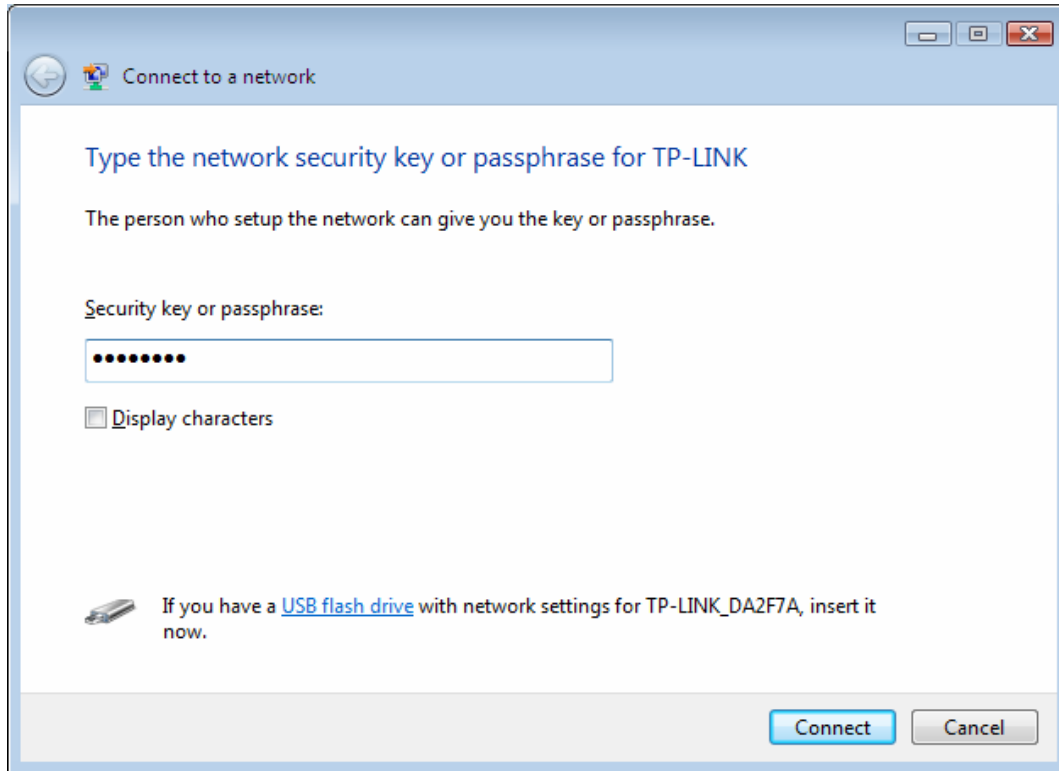 Connect to a network
Type the network security key or passphrase for TP-LINK
The person who setup the network can give you the key or passphrase.
Security key or passphrase:
••••••••
Display characters
If you have a USB flash drive with network settings for TP-LINK_DA2F7A, insert it
now.
Connect
Cancel